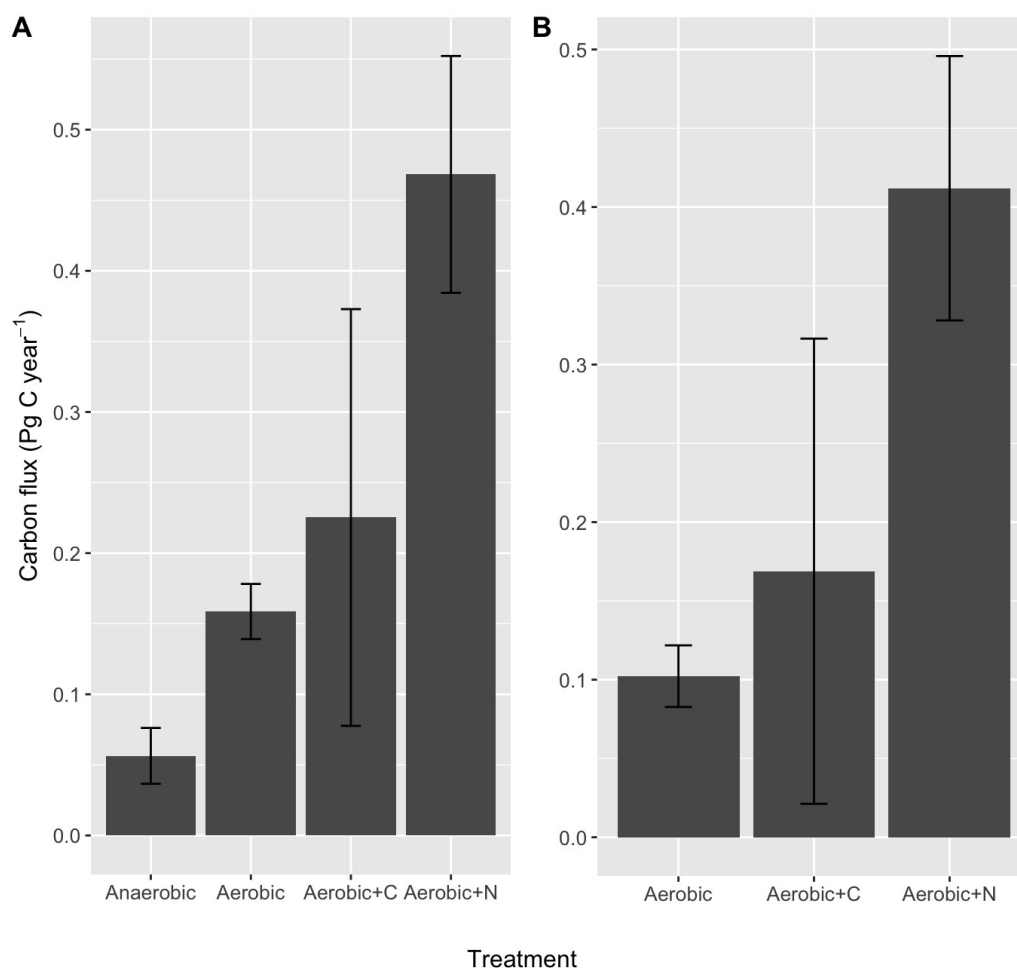 A
B
Carbon flux (Pg C year⁻¹)
0.5
0.4
0.3
0.2
0.1
0.0
Anaerobic Aerobic Aerobic+C Aerobic+N
0.5
0.4
0.3
0.2
0.1
0.0
Aerobic Aerobic+C Aerobic+N
Treatment